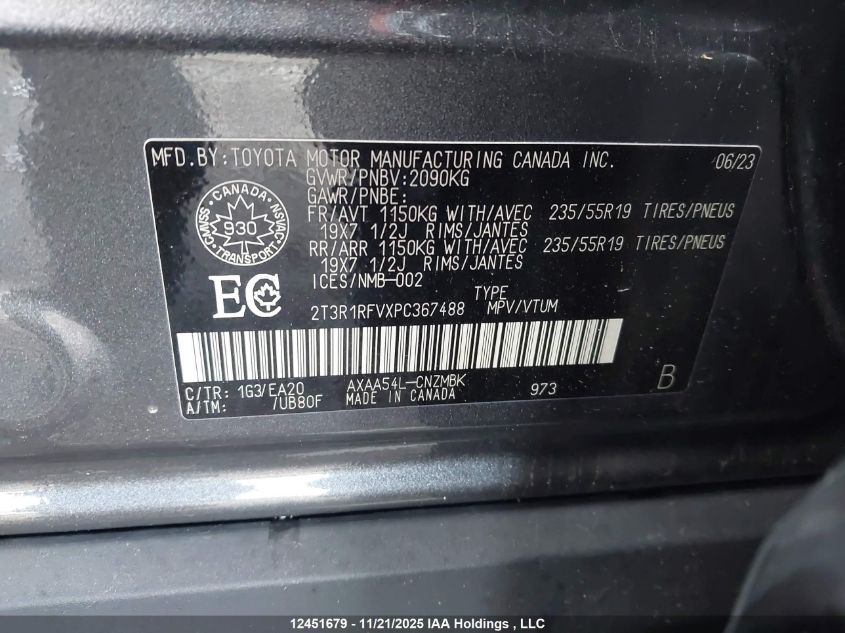 MFD.BY:TOYOTA MOTOR MANUFACTURING CANADA INC. 06/23
GVWR/PNBV:2090KG
GAWR/PNBE:
FR/AVT 1150KG WITH/AVEC 235/55R19 TIRES/PNEUS
19X7 1/2J RIMS/JANTES
RR/ARR 1150KG WITH/AVEC 235/55R19 TIRES/PNEUS
19X7 1/2J RIMS/JANTES
ICES/NMB-002
CANADA
CMVSS
930
NSVAC
TRANSPORT
EC
TYPE
2T3R1RFVXPC367488 MPV/VTUM
C/TR: 1G3/EA20 AXAA54L-CNZMBK 973 B
A/TM: /UB80F MADE IN CANADA
12451679 - 11/21/2025 IAA Holdings , LLC